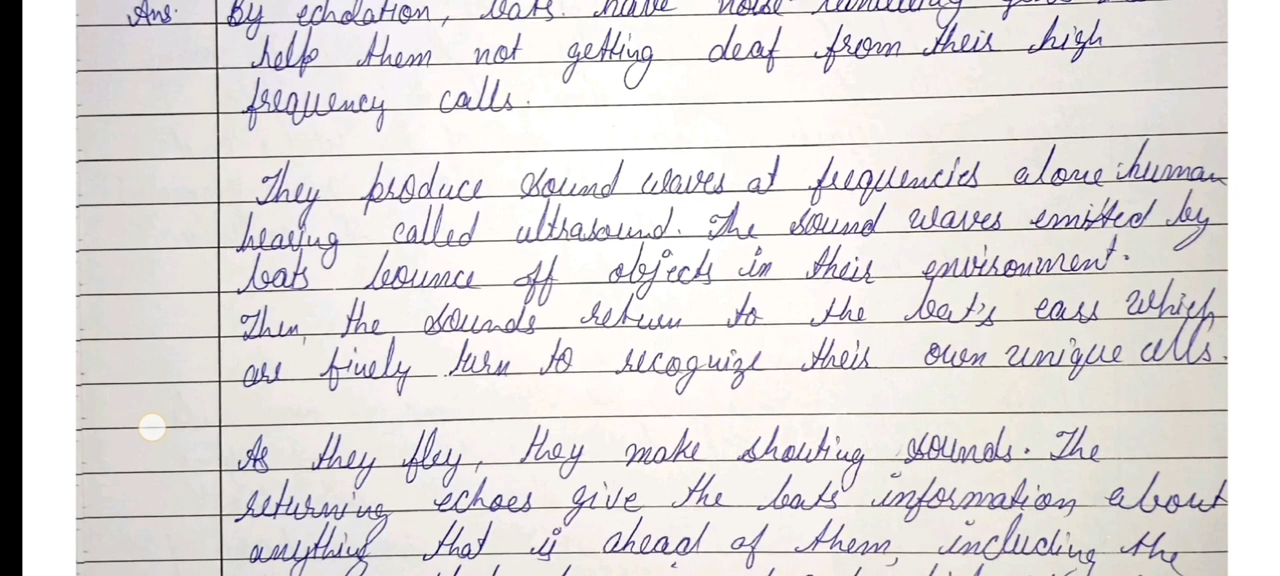 Ans. By echolation, bats have noise
help them not getting deaf from their high
frequency calls.
They produce sound waves at frequencies alone human
hearing called ultrasound. The sound waves emitted by
bats bounce off objects in their environment.
Then, the sounds return to the bat's ears which
are finely turn to recognize their own unique calls.
As they fley, they make shouting sounds. The
returning echoes give the bats information about
anything that is ahead of them, including the